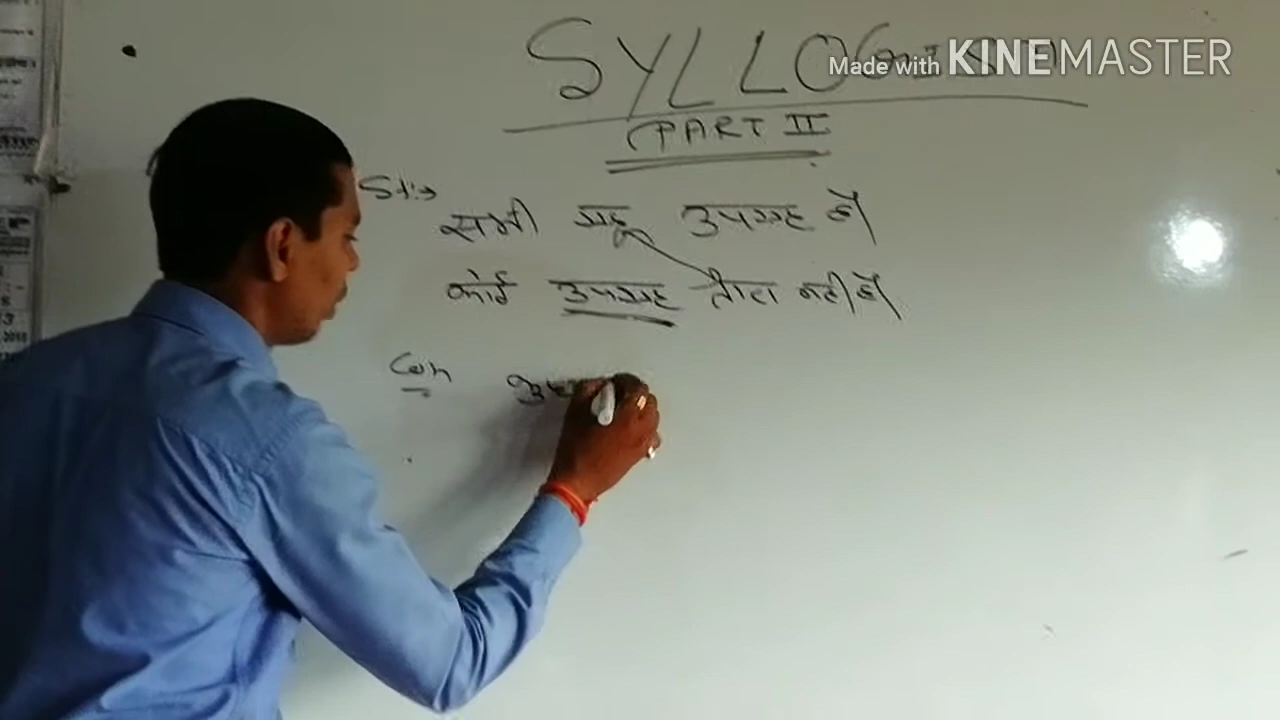 SYLLOGISM
Made with KINEMASTER
PART II
St:→
सभी ग्रह उपग्रह हैं
कोई उपग्रह तारा नहीं हैं
Con